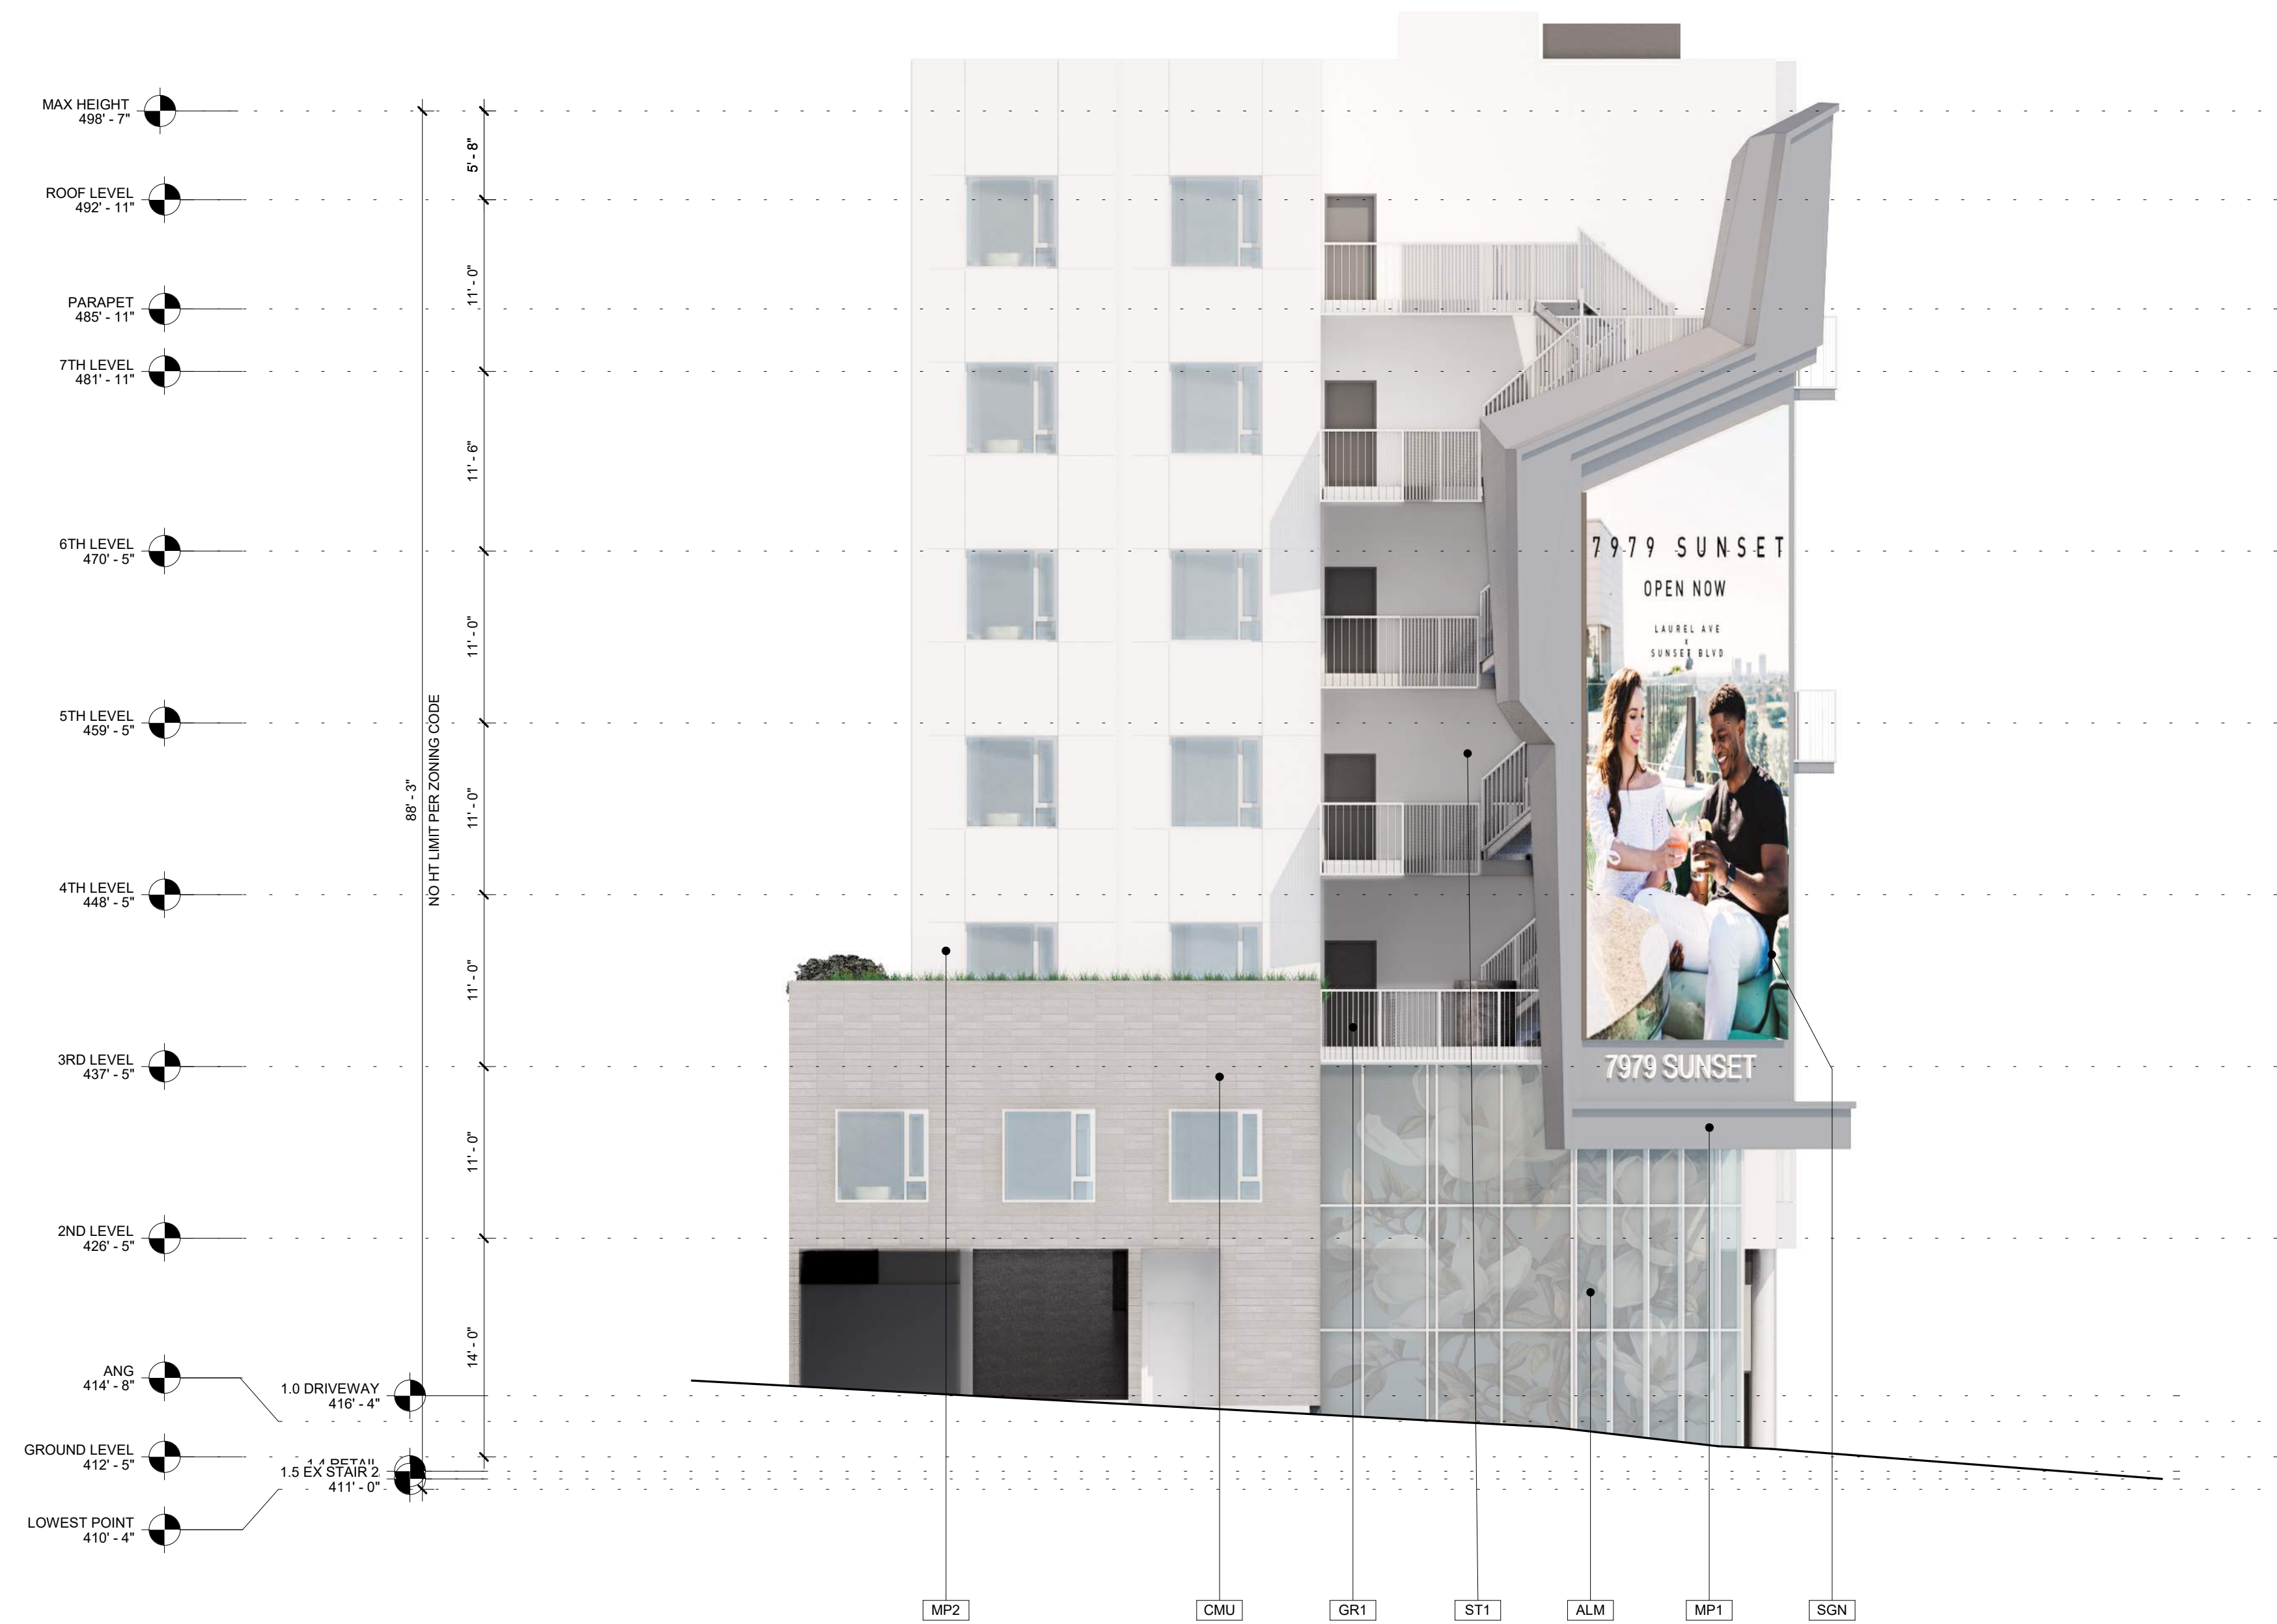 MAX HEIGHT
498' - 7"
ROOF LEVEL
492' - 11"
PARAPET
485' - 11"
7TH LEVEL
481' - 11"
6TH LEVEL
470' - 5"
5TH LEVEL
459' - 5"
4TH LEVEL
448' - 5"
3RD LEVEL
437' - 5"
2ND LEVEL
426' - 5"
ANG
414' - 8"
GROUND LEVEL
412' - 5"
LOWEST POINT
410' - 4"
1.0 DRIVEWAY
416' - 4"
1.4 RETAIL
1.5 EX STAIR 2
411' - 0"
88' - 3"
NO HT LIMIT PER ZONING CODE
5' - 8"
11' - 0"
11' - 6"
11' - 0"
11' - 0"
11' - 0"
11' - 0"
14' - 0"
7979 SUNSET
OPEN NOW
LAUREL AVE
x
SUNSET BLVD
7979 SUNSET
MP2
CMU
GR1
ST1
ALM
MP1
SGN